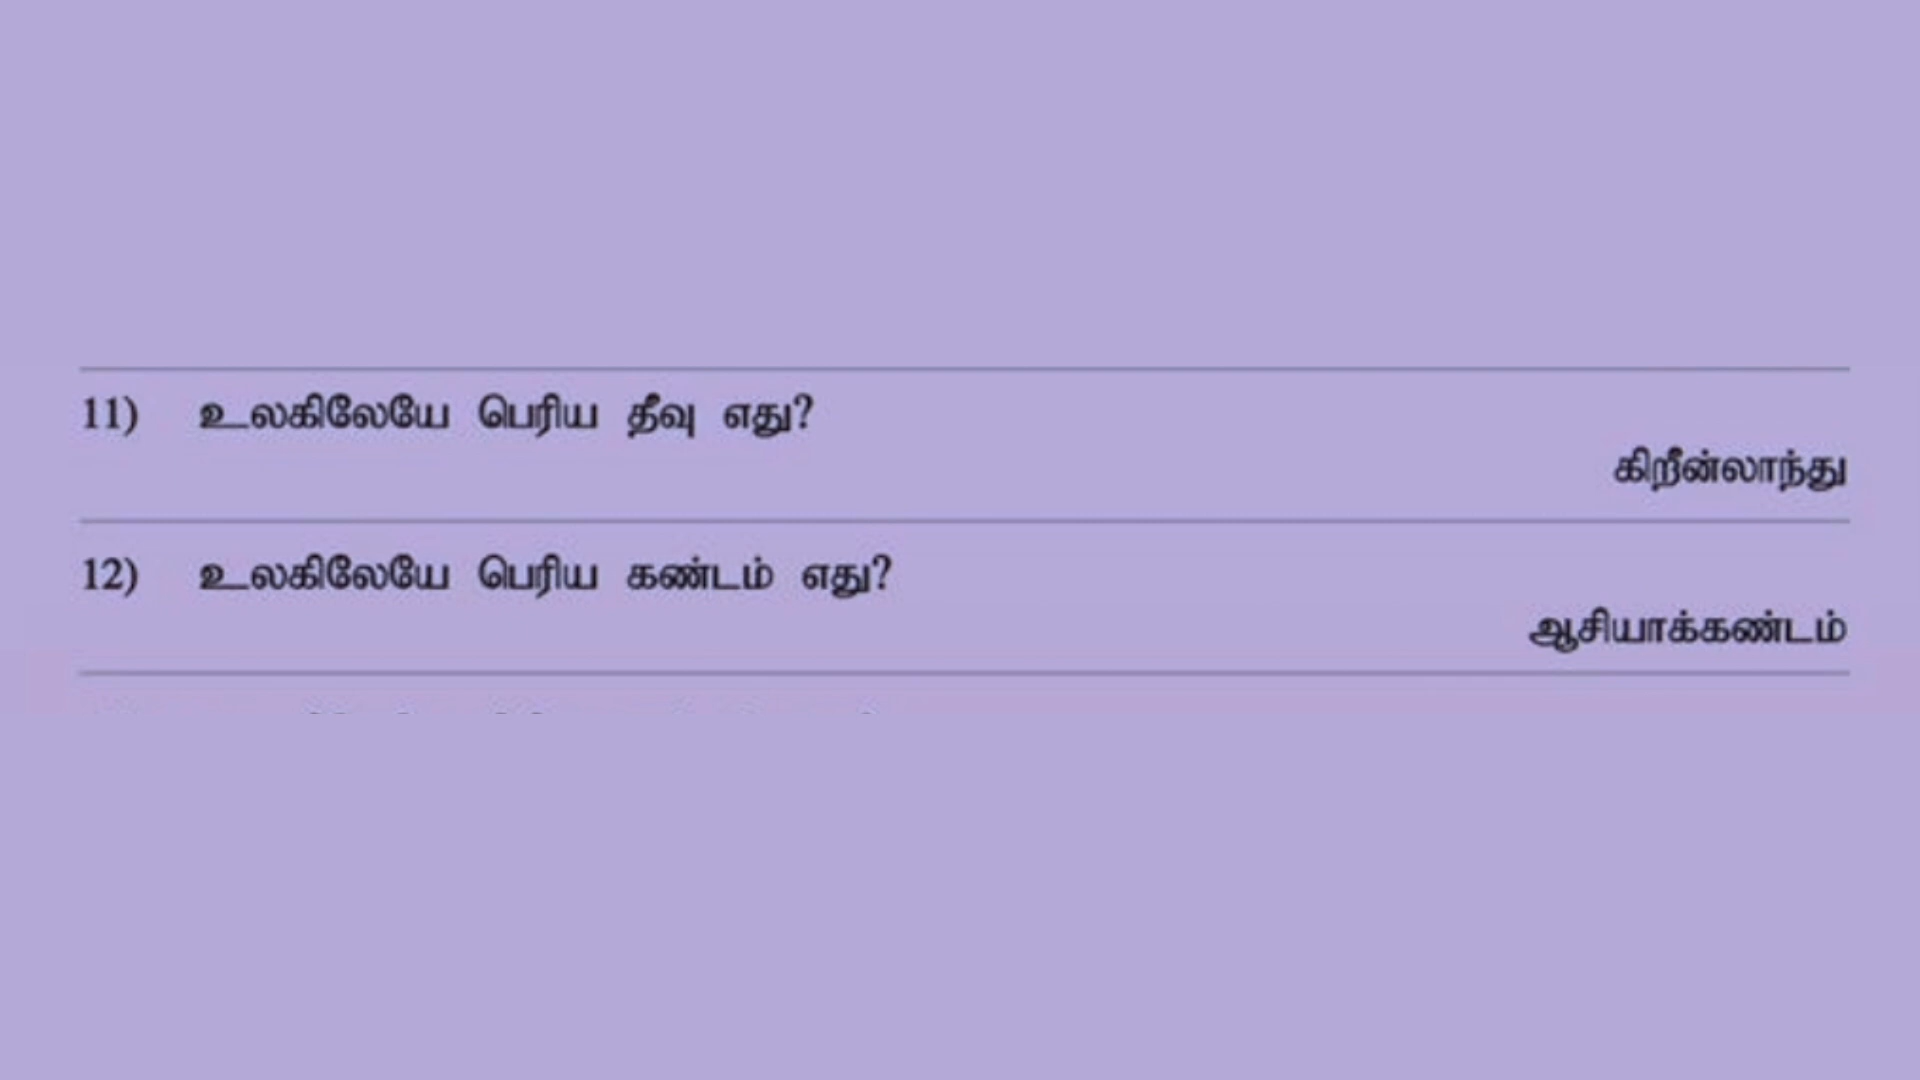 11) உலகிலேயே பெரிய தீவு எது?
கிறீன்லாந்து
12) உலகிலேயே பெரிய கண்டம் எது?
ஆசியாக்கண்டம்